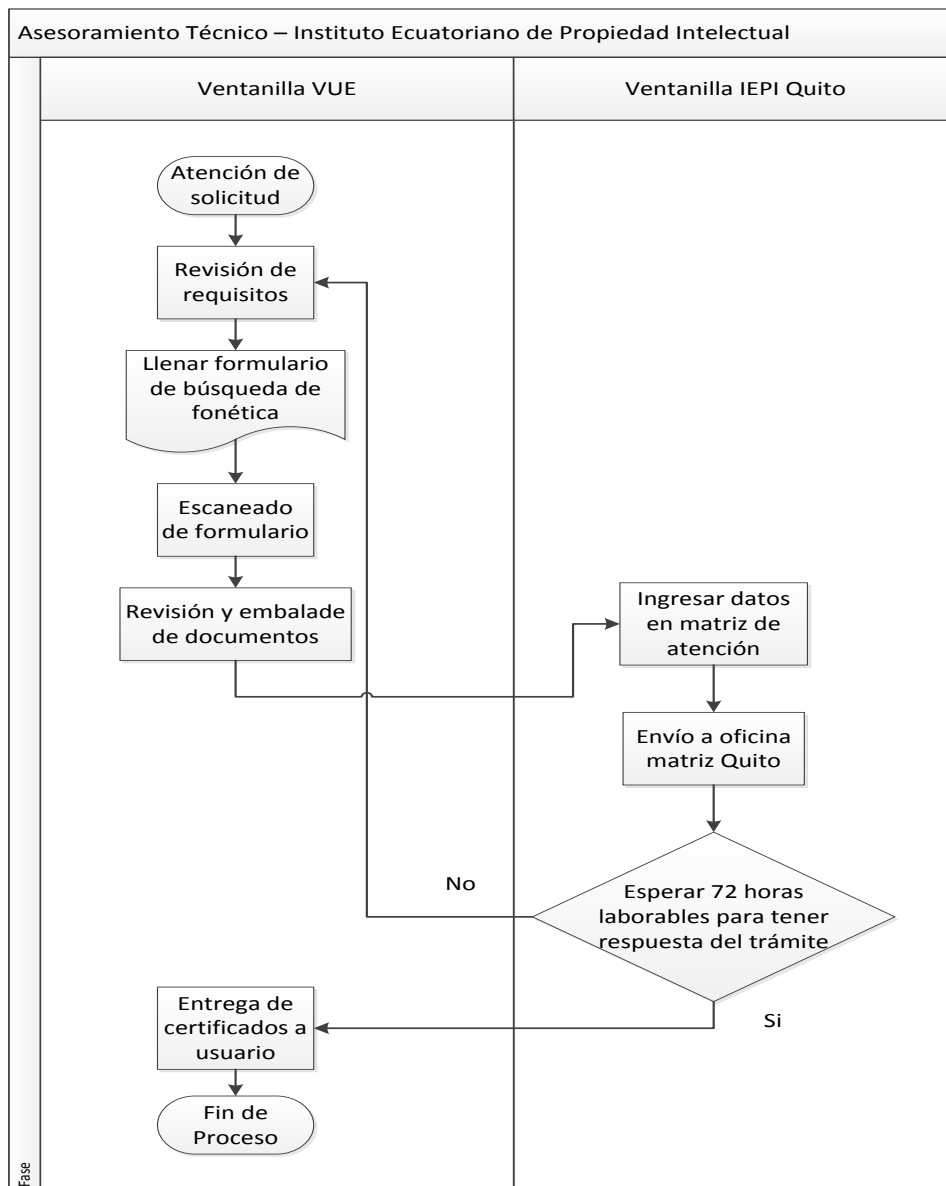 Asesoramiento Técnico – Instituto Ecuatoriano de Propiedad Intelectual
Ventanilla VUE
Ventanilla IEPI Quito
Atención de
solicitud
Revisión de
requisitos
Llenar formulario
de búsqueda de
fonética
Escaneado
de formulario
Revisión y embalade
de documentos
Ingresar datos
en matriz de
atención
Envío a oficina
matriz Quito
Esperar 72 horas
laborables para tener
respuesta del trámite
No
Si
Entrega de
certificados a
usuario
Fin de
Proceso
Fase